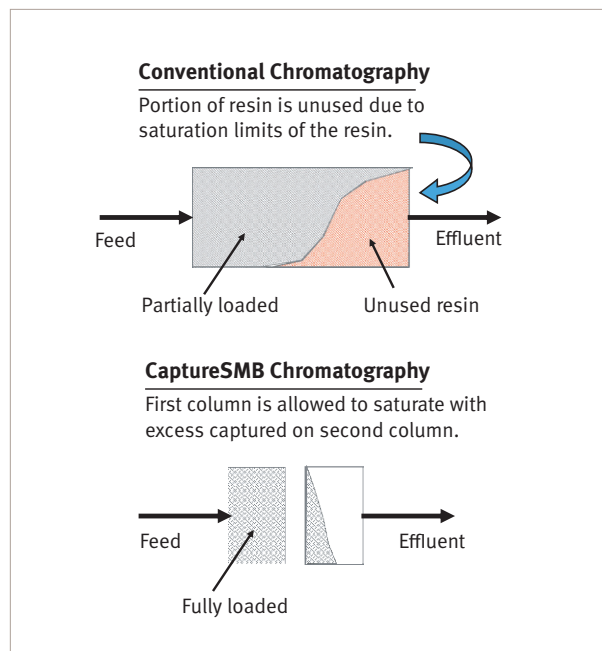 Conventional Chromatography
Portion of resin is unused due to
saturation limits of the resin.
Feed
Effluent
Partially loaded
Unused resin
CaptureSMB Chromatography
First column is allowed to saturate with
excess captured on second column.
Feed
Effluent
Fully loaded